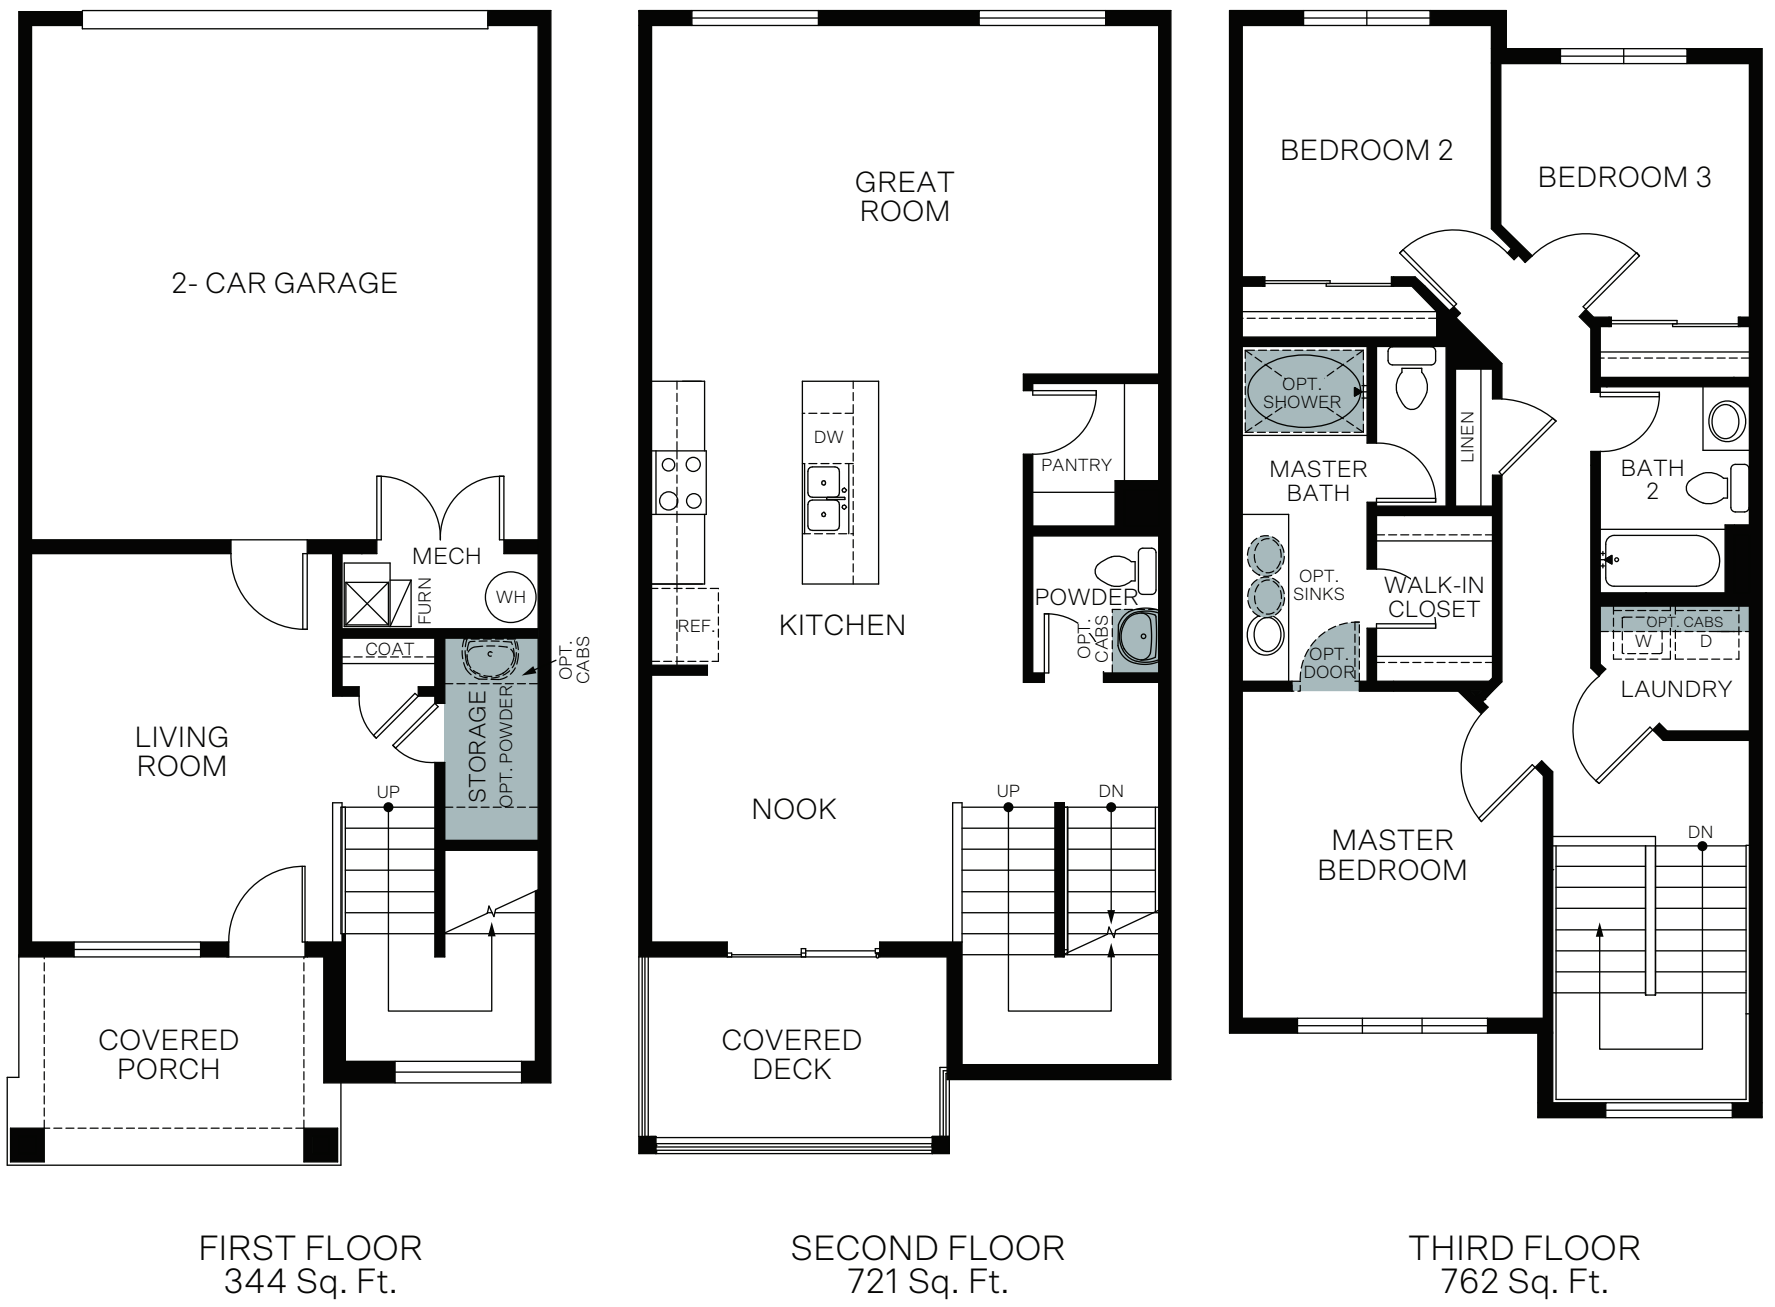 2- CAR GARAGE
MECH
FURN
WH
COAT
OPT.
CABS
STORAGE
OPT. POWDER
LIVING
ROOM
UP
COVERED
PORCH
FIRST FLOOR
344 Sq. Ft.
GREAT
ROOM
DW
PANTRY
POWDER
OPT.
CABS
REF.
KITCHEN
NOOK
UP
DN
COVERED
DECK
SECOND FLOOR
721 Sq. Ft.
BEDROOM 2
BEDROOM 3
OPT.
SHOWER
LINEN
MASTER
BATH
BATH
2
OPT.
SINKS
WALK-IN
CLOSET
OPT. CABS
W
D
OPT.
DOOR
LAUNDRY
MASTER
BEDROOM
DN
THIRD FLOOR
762 Sq. Ft.